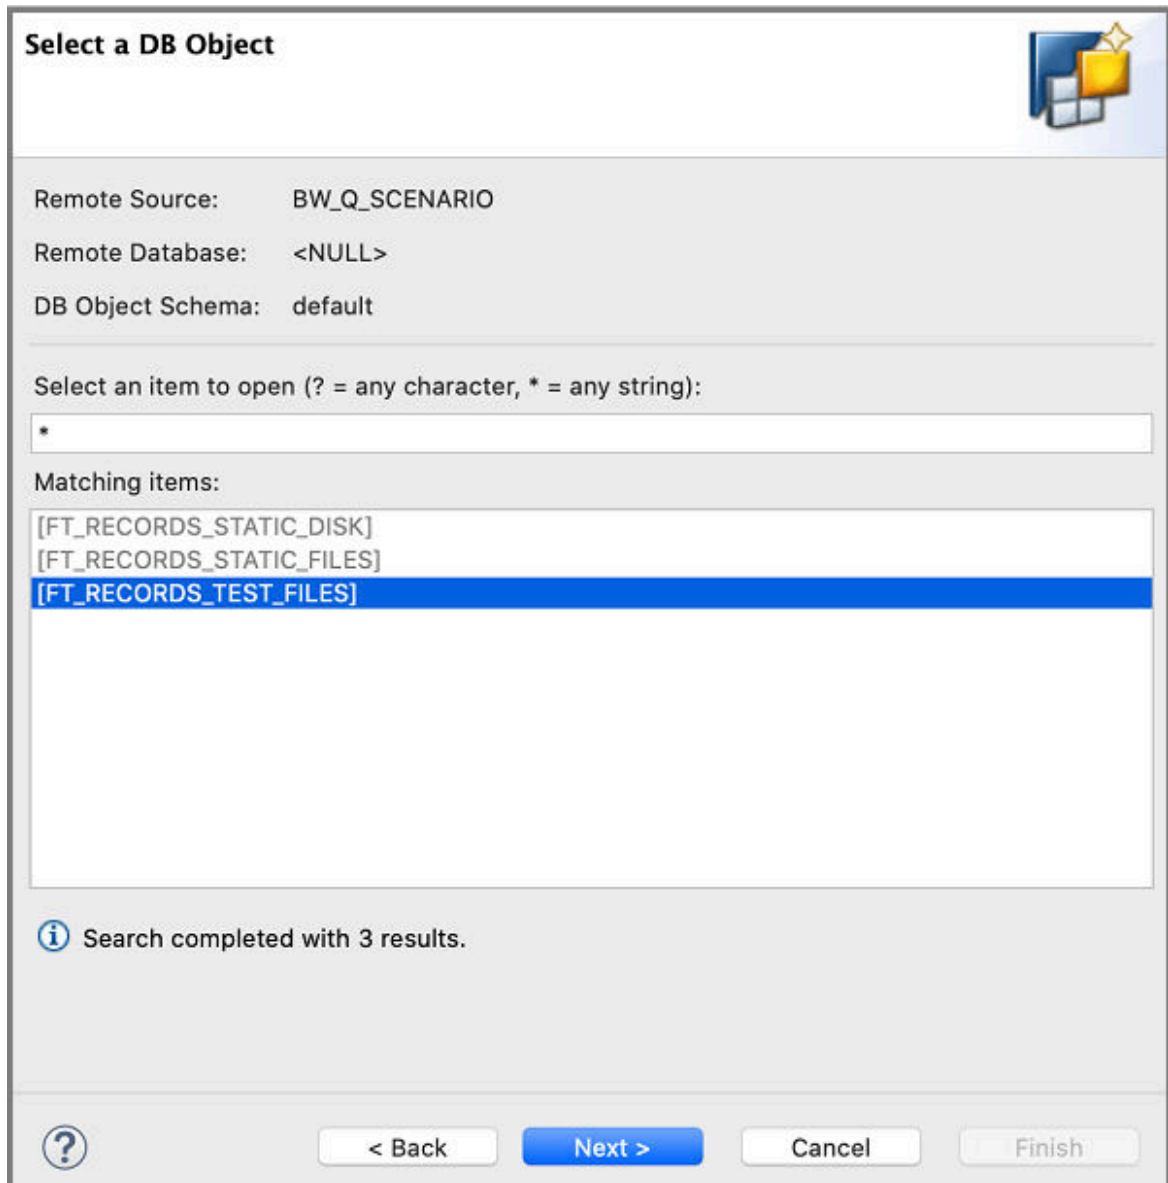 Select a DB Object
Remote Source: BW_Q_SCENARIO
Remote Database: <NULL>
DB Object Schema: default
Select an item to open (? = any character, * = any string):
*
Matching items:
[FT_RECORDS_STATIC_DISK]
[FT_RECORDS_STATIC_FILES]
[FT_RECORDS_TEST_FILES]
Search completed with 3 results.
? < Back Next > Cancel Finish